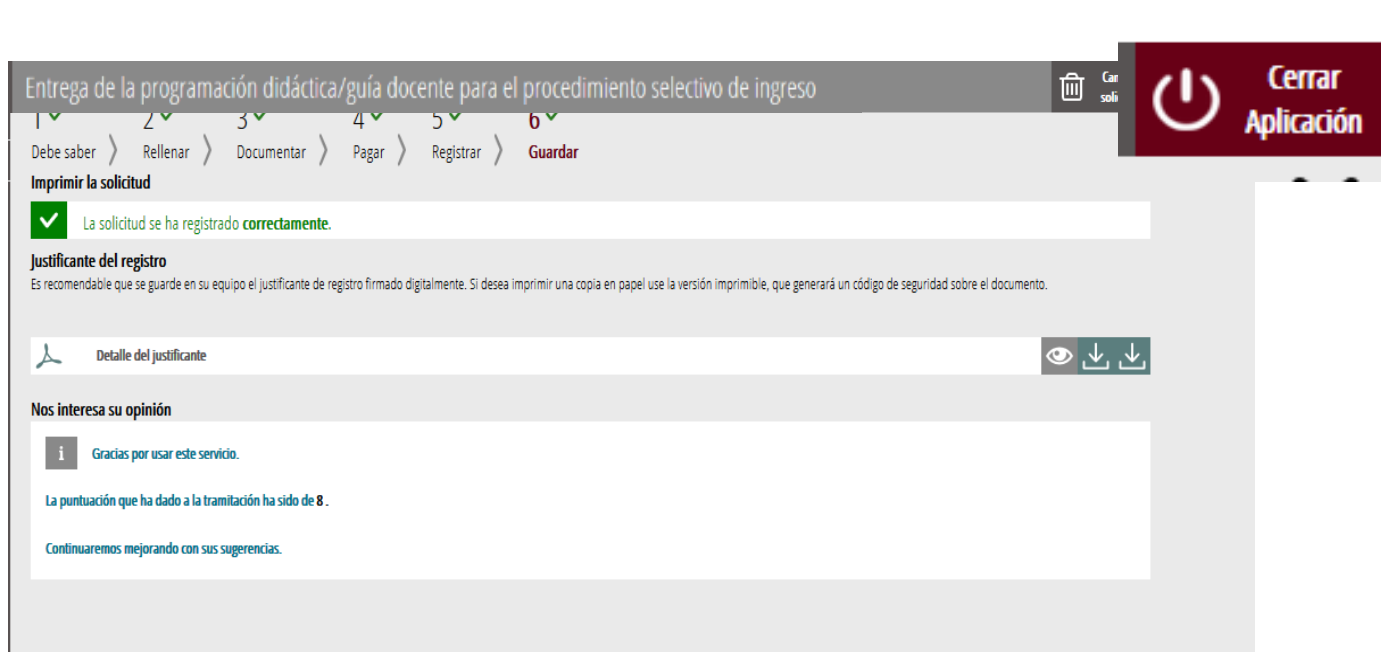 Entrega de la programación didáctica/guía docente para el procedimiento selectivo de ingreso
Cerrar
Aplicación
1 2 3 4 5 6
Debe saber Rellenar Documentar Pagar Registrar Guardar
Imprimir la solicitud
La solicitud se ha registrado correctamente.
Justificante del registro
Es recomendable que se guarde en su equipo el justificante de registro firmado digitalmente. Si desea imprimir una copia en papel use la versión imprimible, que generará un código de seguridad sobre el documento.
Detalle del justificante
Nos interesa su opinión
i Gracias por usar este servicio.
La puntuación que ha dado a la tramitación ha sido de 8 .
Continuaremos mejorando con sus sugerencias.